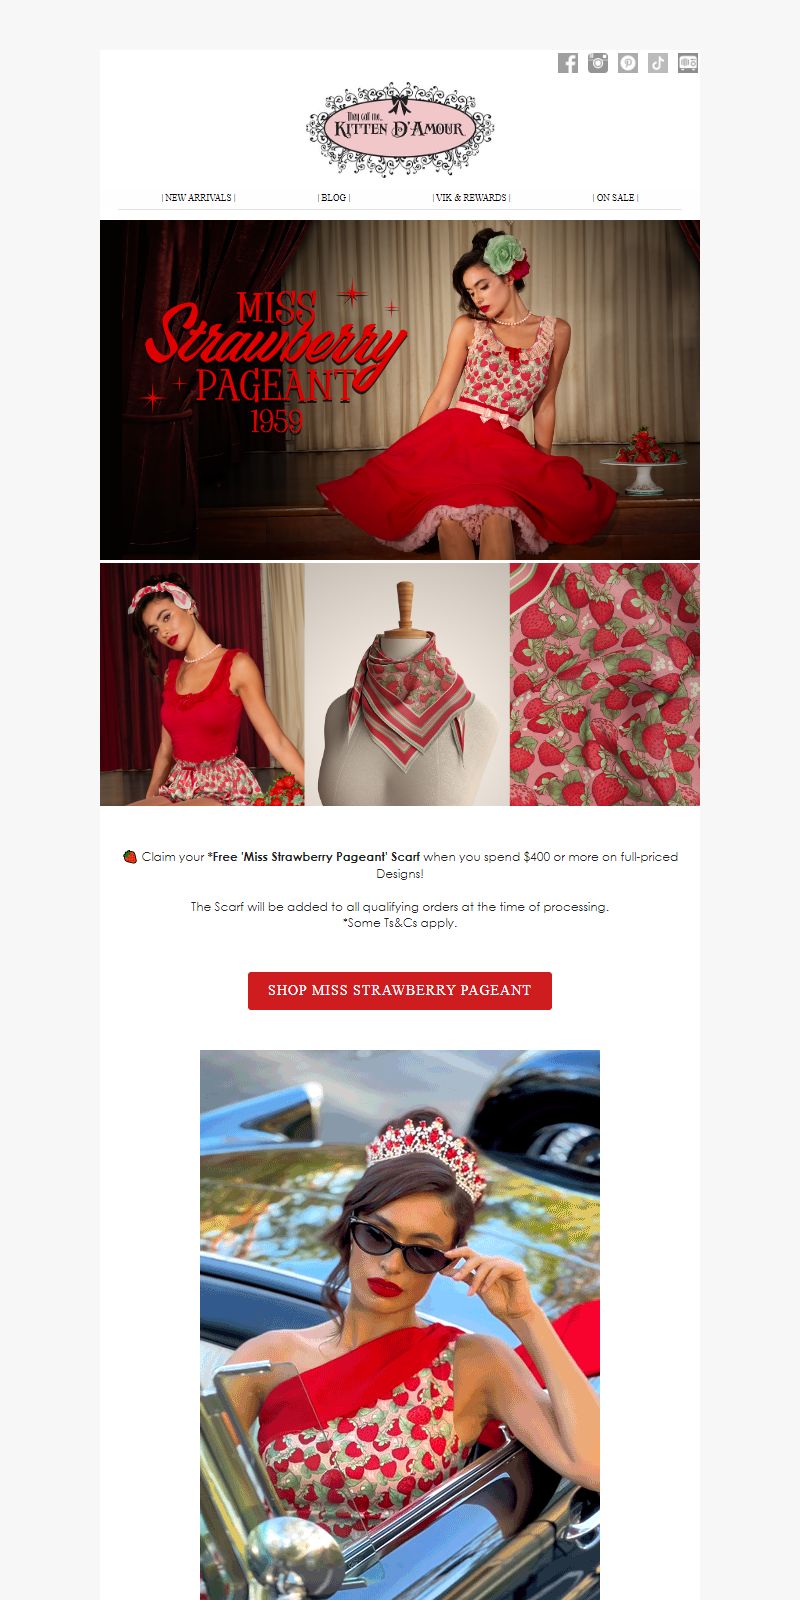 They call me...
KITTEN D'AMOUR
| NEW ARRIVALS |
| BLOG |
| VIK & REWARDS |
| ON SALE |
MISS
Strawberry
PAGEANT
1959
Claim your *Free 'Miss Strawberry Pageant' Scarf when you spend $400 or more on full-priced
Designs!
The Scarf will be added to all qualifying orders at the time of processing.
*Some Ts&Cs apply.
SHOP MISS STRAWBERRY PAGEANT